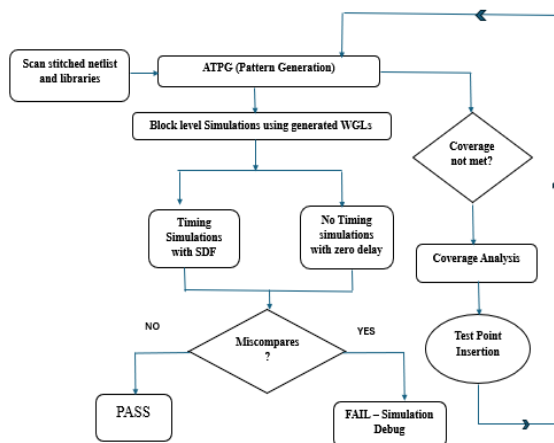 Scan stitched netlist
and libraries
ATPG (Pattern Generation)
Block level Simulations using generated WGLs
Coverage
not met?
Timing
Simulations
with SDF
No Timing
simulations
with zero delay
Coverage Analysis
NO
YES
Miscompares
?
Test Point
Insertion
PASS
FAIL – Simulation
Debug